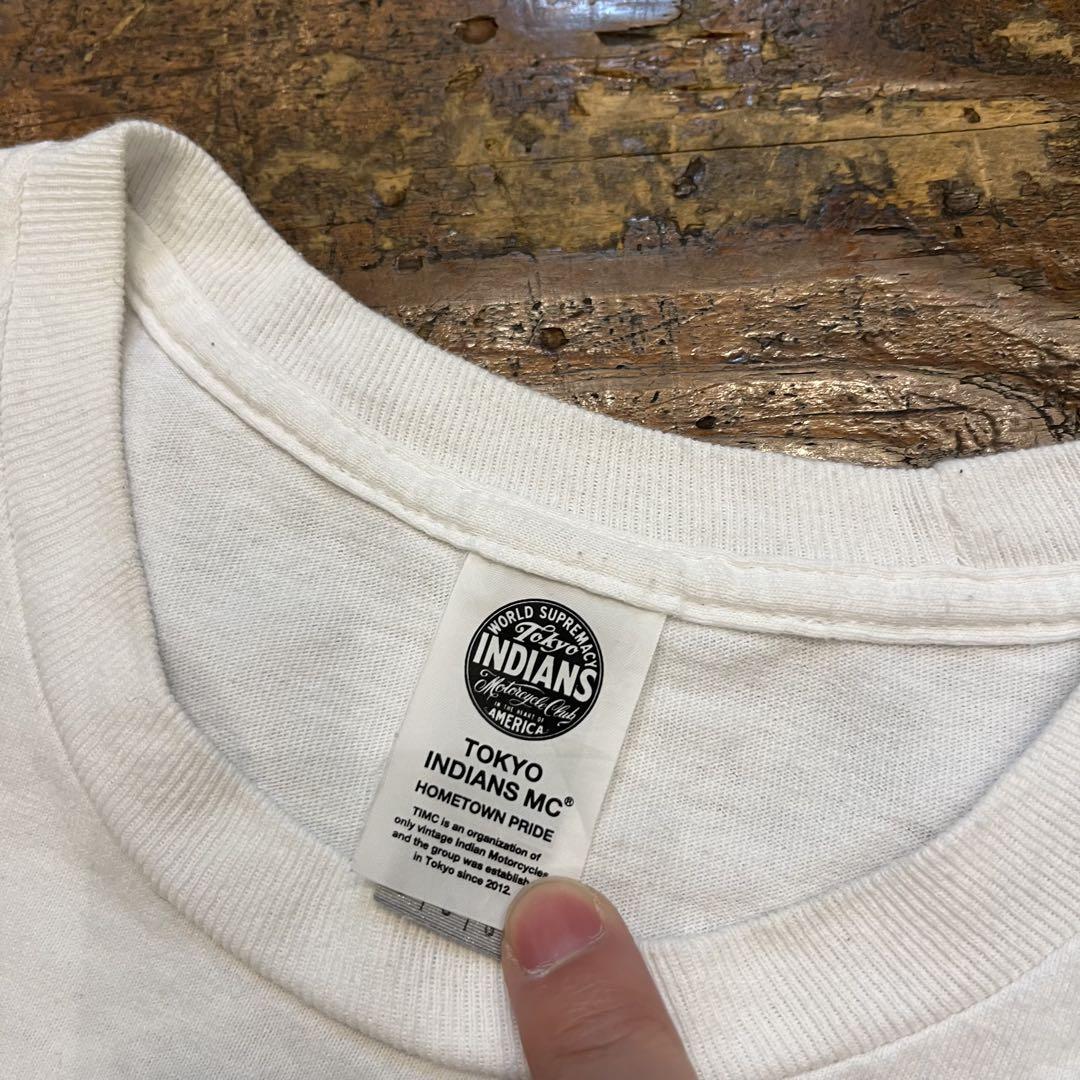 WORLD SUPREMACY
Tokyo
INDIANS
Motorcycle Club
IN THE HEART OF
AMERICA
TOKYO
INDIANS MC®
HOMETOWN PRIDE
TIMC is an organization of
only vintage Indian Motorcycles
and the group was establish
in Tokyo since 2012.